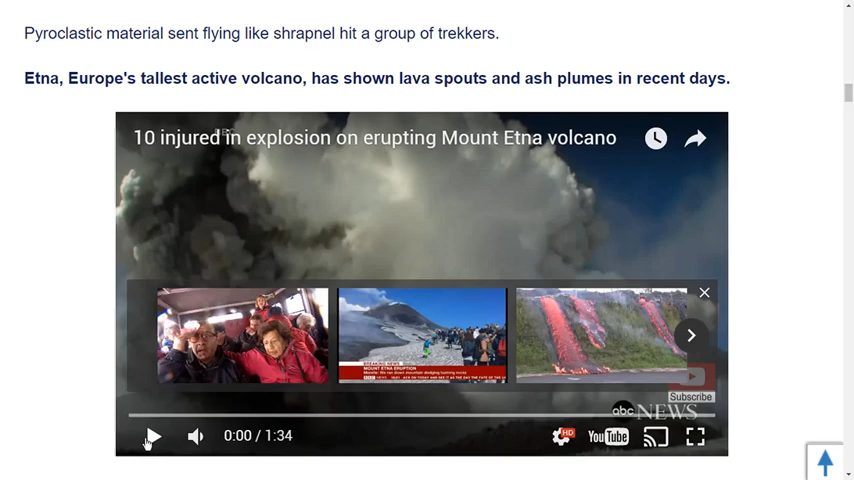 Pyroclastic material sent flying like shrapnel hit a group of trekkers.
Etna, Europe's tallest active volcano, has shown lava spouts and ash plumes in recent days.
10 injured in explosion on erupting Mount Etna volcano
BREAKING NEWS
MOUNT ETNA ERUPTION
BBC NEWS
Subscribe
abc NEWS
0:00 / 1:34
HD
YouTube